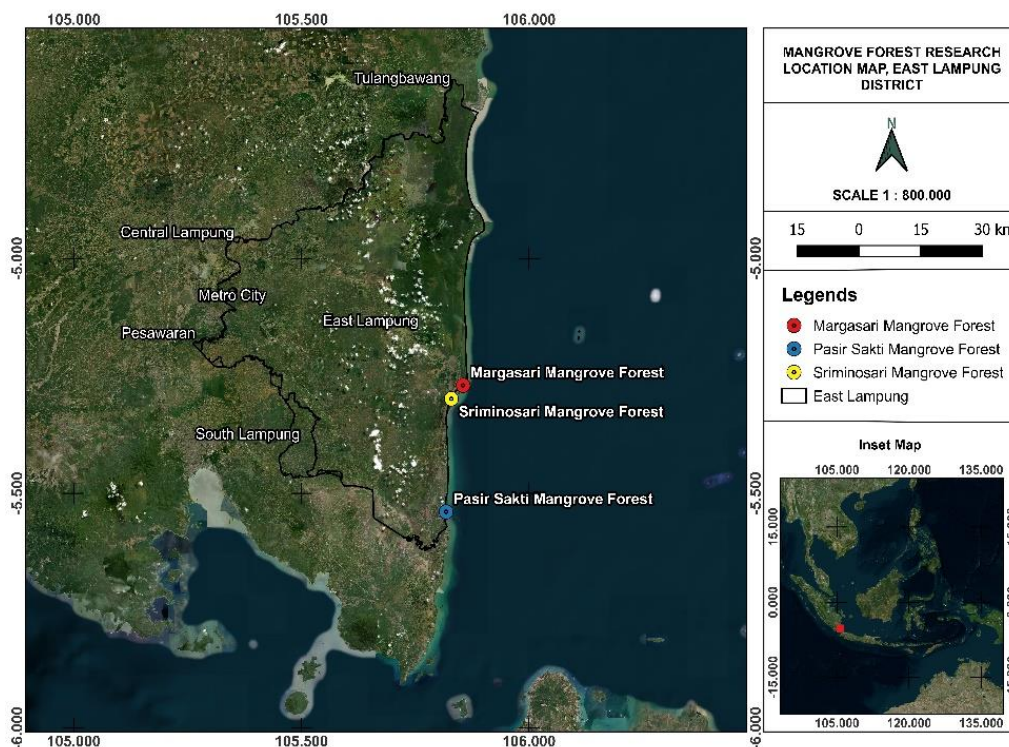 105.000 105.500 106.000
Tulangbawang
Central Lampung
-5.000
-5.000
Metro City
Pesawaran
East Lampung
Margasari Mangrove Forest
Sriminosari Mangrove Forest
South Lampung
-5.500
-5.500
Pasir Sakti Mangrove Forest
-6.000
-6.000
105.000 105.500 106.000
MANGROVE FOREST RESEARCH
LOCATION MAP, EAST LAMPUNG
DISTRICT
N
SCALE 1 : 800.000
15 0 15 30 km
Legends
Margasari Mangrove Forest
Pasir Sakti Mangrove Forest
Sriminosari Mangrove Forest
East Lampung
Inset Map
105.000 120.000 135.000
15.000
0.000
-15.000
105.000 120.000 135.000